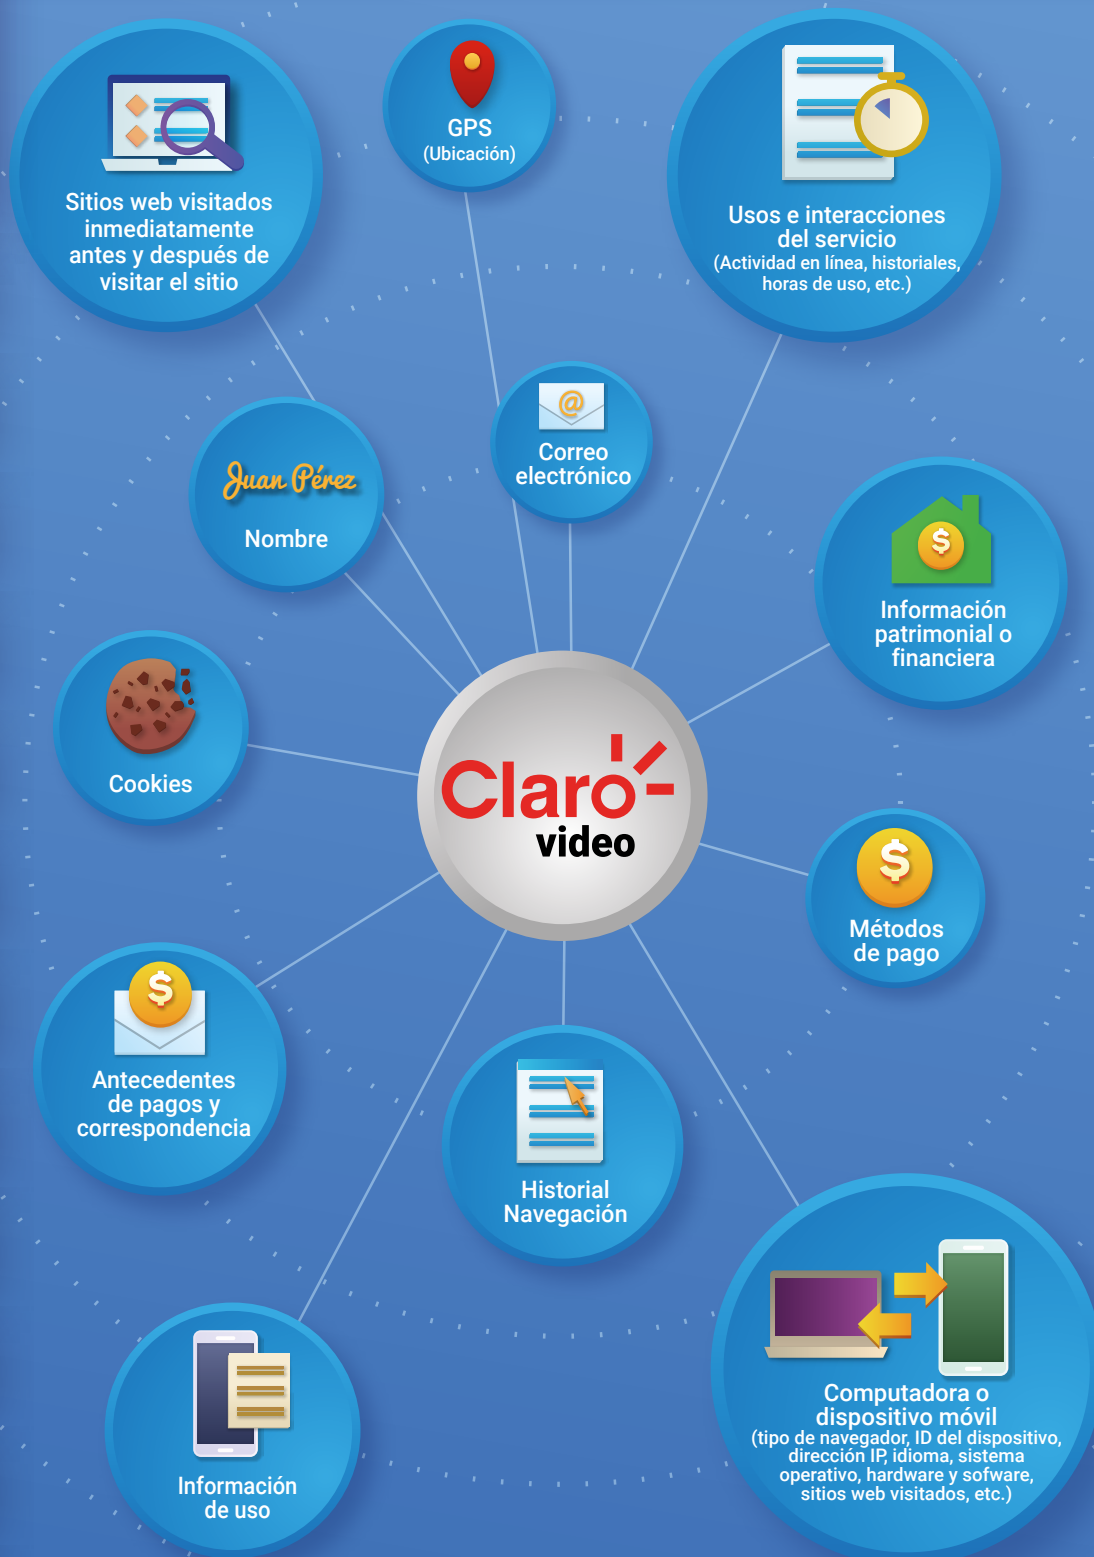 Sitios web visitados
inmediatamente
antes y después de
visitar el sitio
GPS
(Ubicación)
Usos e interacciones
del servicio
(Actividad en línea, historiales,
horas de uso, etc.)
Juan Pérez
Nombre
@
Correo
electrónico
$
Información
patrimonial o
financiera
Cookies
Claro
video
$
Métodos
de pago
$
Antecedentes
de pagos y
correspondencia
Historial
Navegación
Información
de uso
Computadora o
dispositivo móvil
(tipo de navegador, ID del dispositivo,
dirección IP, idioma, sistema
operativo, hardware y sofware,
sitios web visitados, etc.)